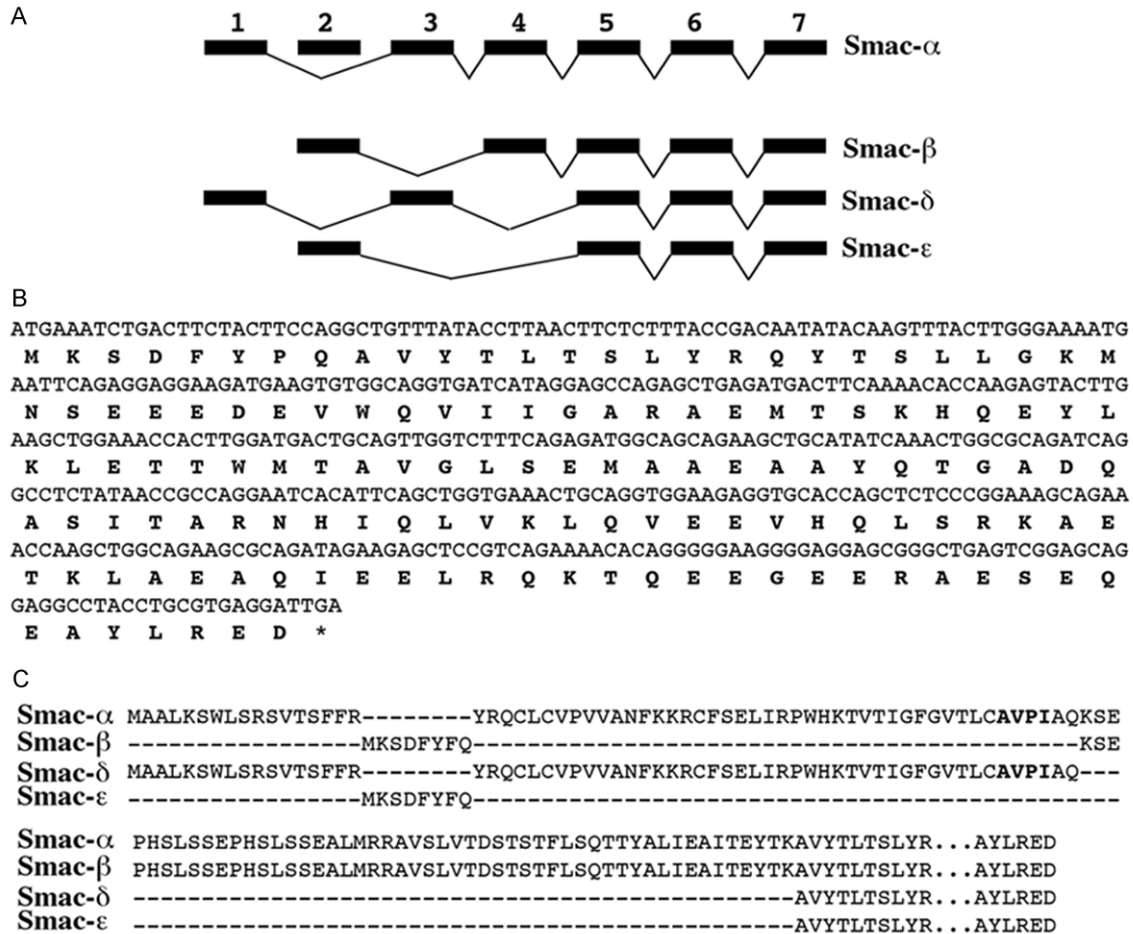 A
1 2 3 4 5 6 7
Smac-α
Smac-β
Smac-δ
Smac-ε
B
ATGAAATCTGACTTCTACTTCCAGGCTGTTTATACCTTAACTTCTCTTTACCGACAATATACAAGTTTACTTGGGAAAATG
M K S D F Y P Q A V Y T L T S L Y R Q Y T S L L G K M
AATTCAGAGGAGGAAGATGAAGTGTGGCAGGTGATCATAGGAGCCAGAGCTGAGATGACTTCAAAACACCAAGAGTACTTG
N S E E E D E V W Q V I I G A R A E M T S K H Q E Y L
AAGCTGGAAACCACTTGGATGACTGCAGTTGGTCTTTCAGAGATGGCAGCAGAAGCTGCATATCAAACTGGCGCAGATCAG
K L E T T W M T A V G L S E M A A E A A Y Q T G A D Q
GCCTCTATAACCGCCAGGAATCACATTCAGCTGGTGAAACTGCAGGTGGAAGAGGTGCACCAGCTCTCCCGGAAAGCAGAA
A S I T A R N H I Q L V K L Q V E E V H Q L S R K A E
ACCAAGCTGGCAGAAGCGCAGATAGAAGAGCTCCGTCAGAAAACACAGGGGGAAGGGGAGGAGCGGGCTGAGTCGGAGCAG
T K L A E A Q I E E L R Q K T Q E E G E E R A E S E Q
GAGGCCTACCTGCGTGAGGATTGA
E A Y L R E D *
C
Smac-α MAALKSWLSRSVTSFFR--------YRQCLCVPVVANFKKRCFSELIRPWHKTVTIGFGVTLCAVPIAQKSE
Smac-β -----------------MKSDFYFQ--------------------------------------------KSE
Smac-δ MAALKSWLSRSVTSFFR--------YRQCLCVPVVANFKKRCFSELIRPWHKTVTIGFGVTLCAVPIAQ---
Smac-ε -----------------MKSDFYFQ-----------------------------------------------
Smac-α PHSLSSEPHSLSSEALMRRAVSLVTDSTSTFLSQTTYALIEAITEYTKAVYTLTSLYR...AYLRED
Smac-β PHSLSSEPHSLSSEALMRRAVSLVTDSTSTFLSQTTYALIEAITEYTKAVYTLTSLYR...AYLRED
Smac-δ ------------------------------------------------AVYTLTSLYR...AYLRED
Smac-ε ------------------------------------------------AVYTLTSLYR...AYLRED